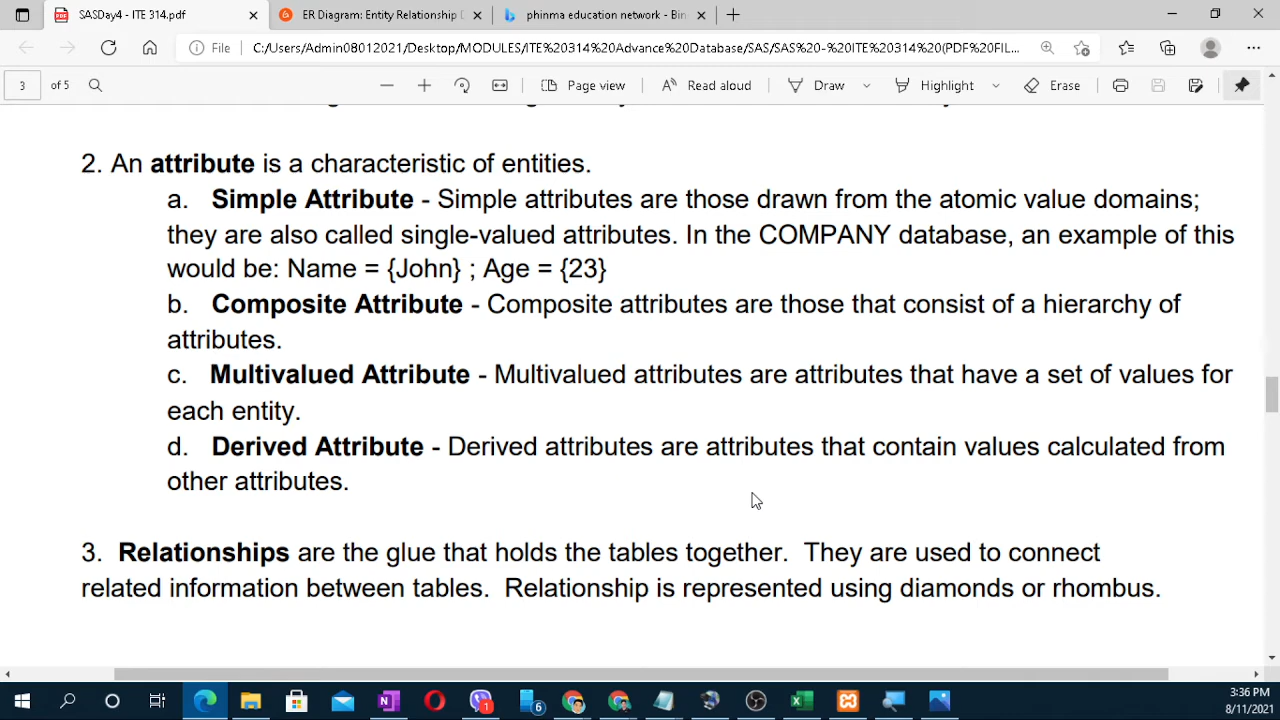 SASDay4 - ITE 314.pdf
ER Diagram: Entity Relationship D
phinma education network - Bin
File
C:/Users/Admin08012021/Desktop/MODULES/ITE%20314%20Advance%20Database/SAS/SAS%20-%20ITE%20314%20(PDF%20FIL...
3 of 5
Page view
Read aloud
Draw
Highlight
Erase
2. An attribute is a characteristic of entities.
a. Simple Attribute - Simple attributes are those drawn from the atomic value domains;
they are also called single-valued attributes. In the COMPANY database, an example of this
would be: Name = {John} ; Age = {23}
b. Composite Attribute - Composite attributes are those that consist of a hierarchy of
attributes.
c. Multivalued Attribute - Multivalued attributes are attributes that have a set of values for
each entity.
d. Derived Attribute - Derived attributes are attributes that contain values calculated from
other attributes.
3. Relationships are the glue that holds the tables together. They are used to connect
related information between tables. Relationship is represented using diamonds or rhombus.
1
6
3:36 PM
8/11/2021